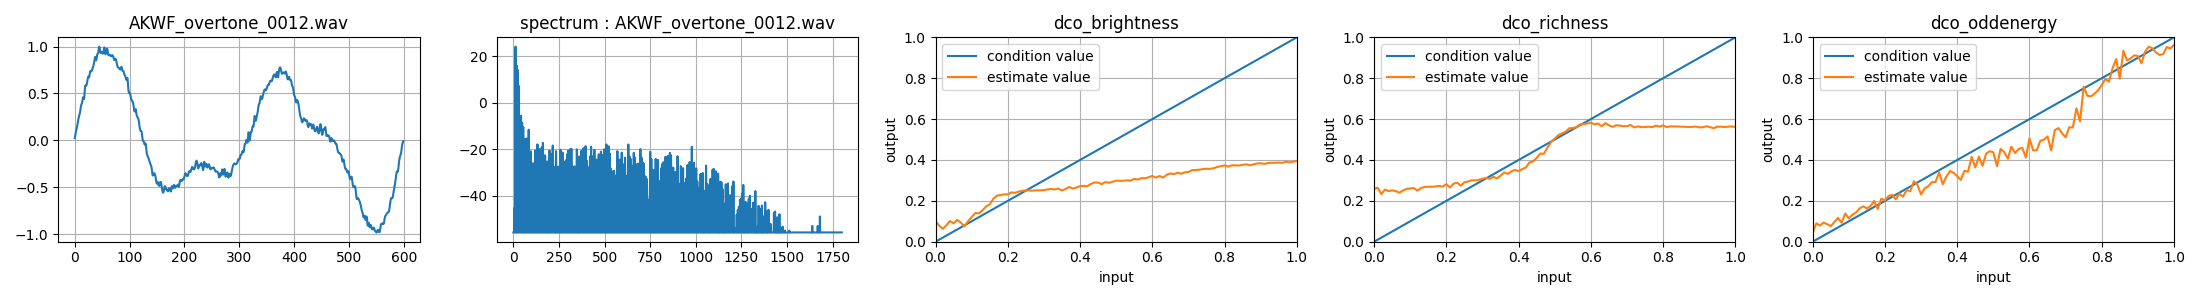 AKWF_overtone_0012.wav
1.0
0.5
0.0
−0.5
−1.0
0 100 200 300 400 500 600
spectrum : AKWF_overtone_0012.wav
20
0
−20
−40
0 250 500 750 1000 1250 1500 1750
dco_brightness
condition value
estimate value
output
1.0
0.8
0.6
0.4
0.2
0.0
0.0 0.2 0.4 0.6 0.8 1.0
input
dco_richness
condition value
estimate value
output
1.0
0.8
0.6
0.4
0.2
0.0
0.0 0.2 0.4 0.6 0.8 1.0
input
dco_oddenergy
condition value
estimate value
output
1.0
0.8
0.6
0.4
0.2
0.0
0.0 0.2 0.4 0.6 0.8 1.0
input